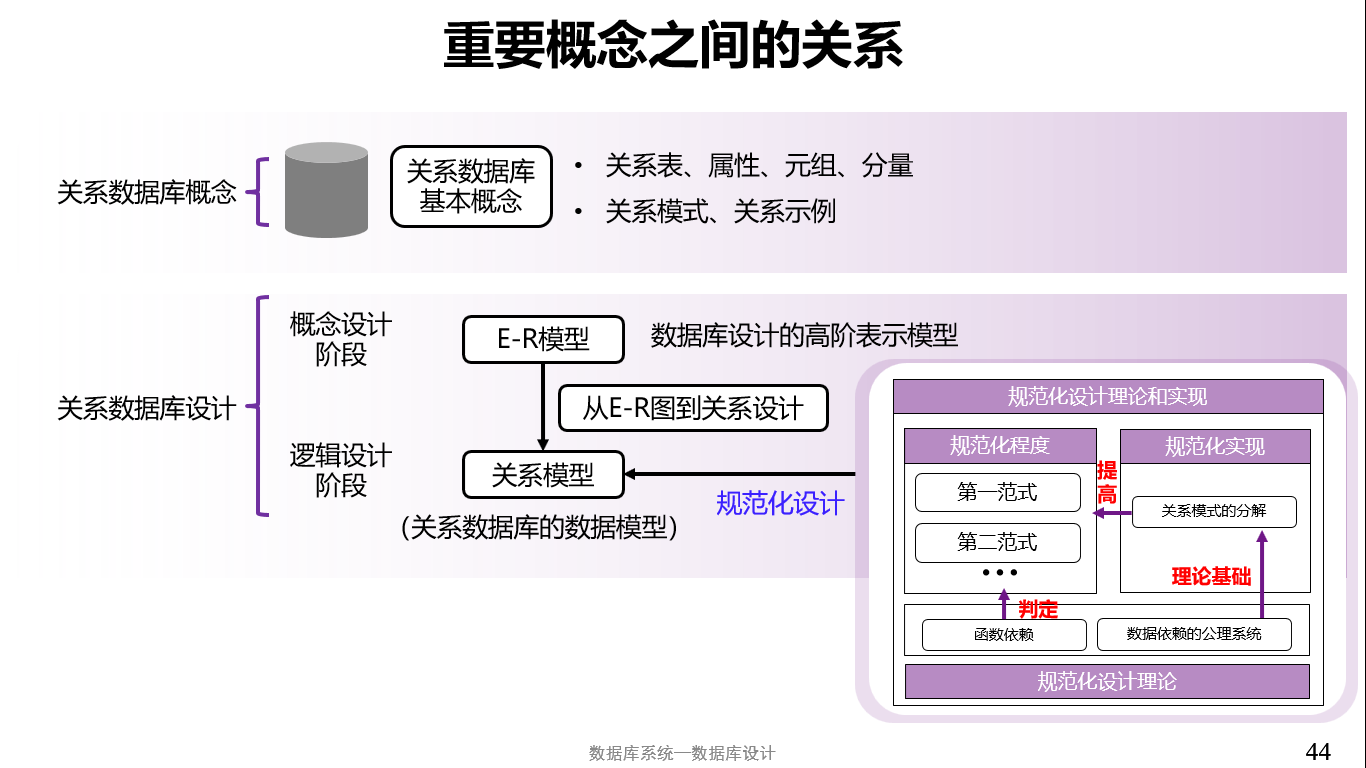 重要概念之间的关系
关系数据库概念
关系数据库
基本概念
• 关系表、属性、元组、分量
• 关系模式、关系示例
关系数据库设计
概念设计
阶段
E-R模型
数据库设计的高阶表示模型
从E-R图到关系设计
逻辑设计
阶段
关系模型
(关系数据库的数据模型)
规范化设计
规范化设计理论和实现
规范化程度
第一范式
第二范式
•••
提
高
规范化实现
关系模式的分解
理论基础
判定
函数依赖
数据依赖的公理系统
规范化设计理论
数据库系统—数据库设计
44